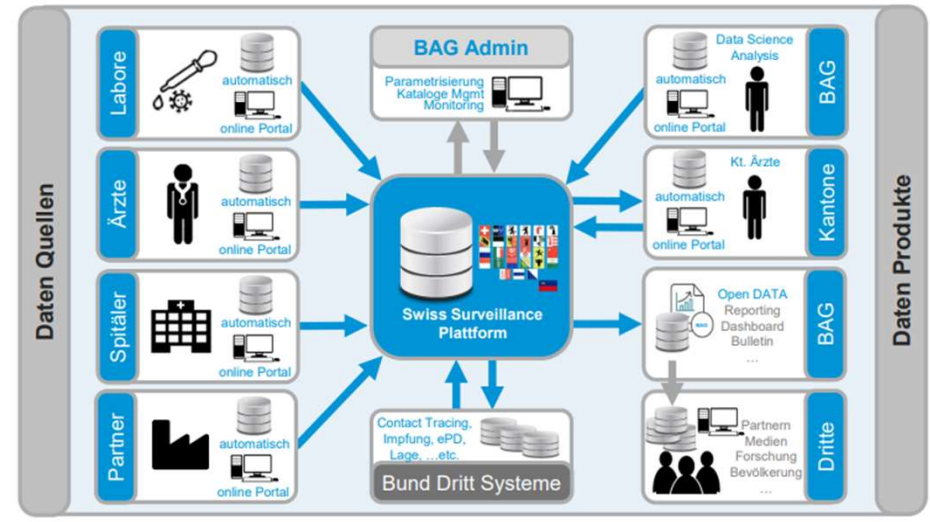 Daten Quellen
Labore
automatisch
online Portal
Ärzte
automatisch
online Portal
Spitäler
automatisch
online Portal
Partner
automatisch
online Portal
BAG Admin
Parametrisierung
Kataloge Mgmt
Monitoring
Swiss Surveillance
Plattform
Contact Tracing,
Impfung, ePD,
Lage, ...etc.
Bund Dritt Systeme
Data Science
Analysis
automatisch
online Portal
BAG
Kt. Ärzte
automatisch
online Portal
Kantone
Open DATA
Reporting
Dashboard
Bulletin
...
BAG
BAG
Partnern
Medien
Forschung
Bevölkerung
...
Dritte
Daten Produkte